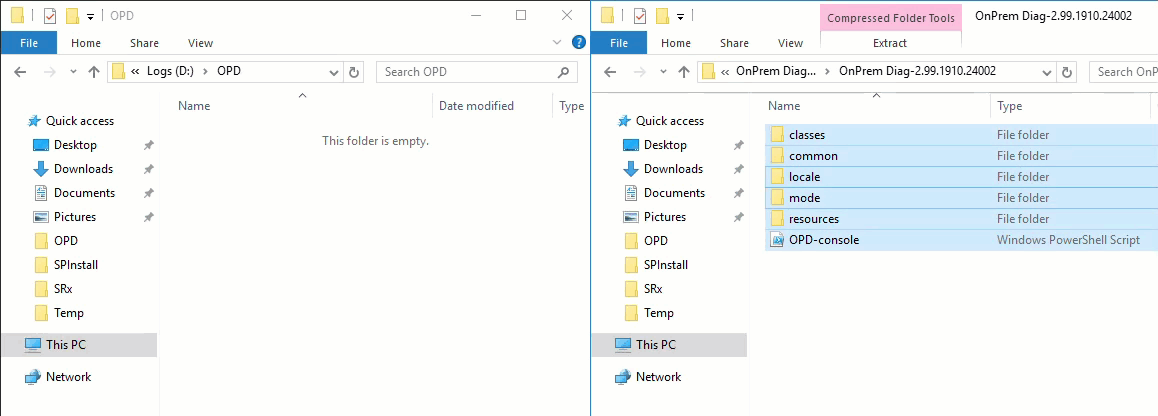 OPD
File Home Share View
« Logs (D:) > OPD
Search OPD
Name Date modified Type
This folder is empty.
Quick access
Desktop
Downloads
Documents
Pictures
OPD
SPInstall
SRx
Temp
This PC
Network
Compressed Folder Tools OnPrem Diag-2.99.1910.24002
File Home Share View Extract
« OnPrem Diag... > OnPrem Diag-2.99.1910.24002
Search OnP
Name Type
Quick access
Desktop
Downloads
Documents
Pictures
OPD
SPInstall
SRx
Temp
This PC
Network
classes File folder
common File folder
locale File folder
mode File folder
resources File folder
OPD-console Windows PowerShell Script